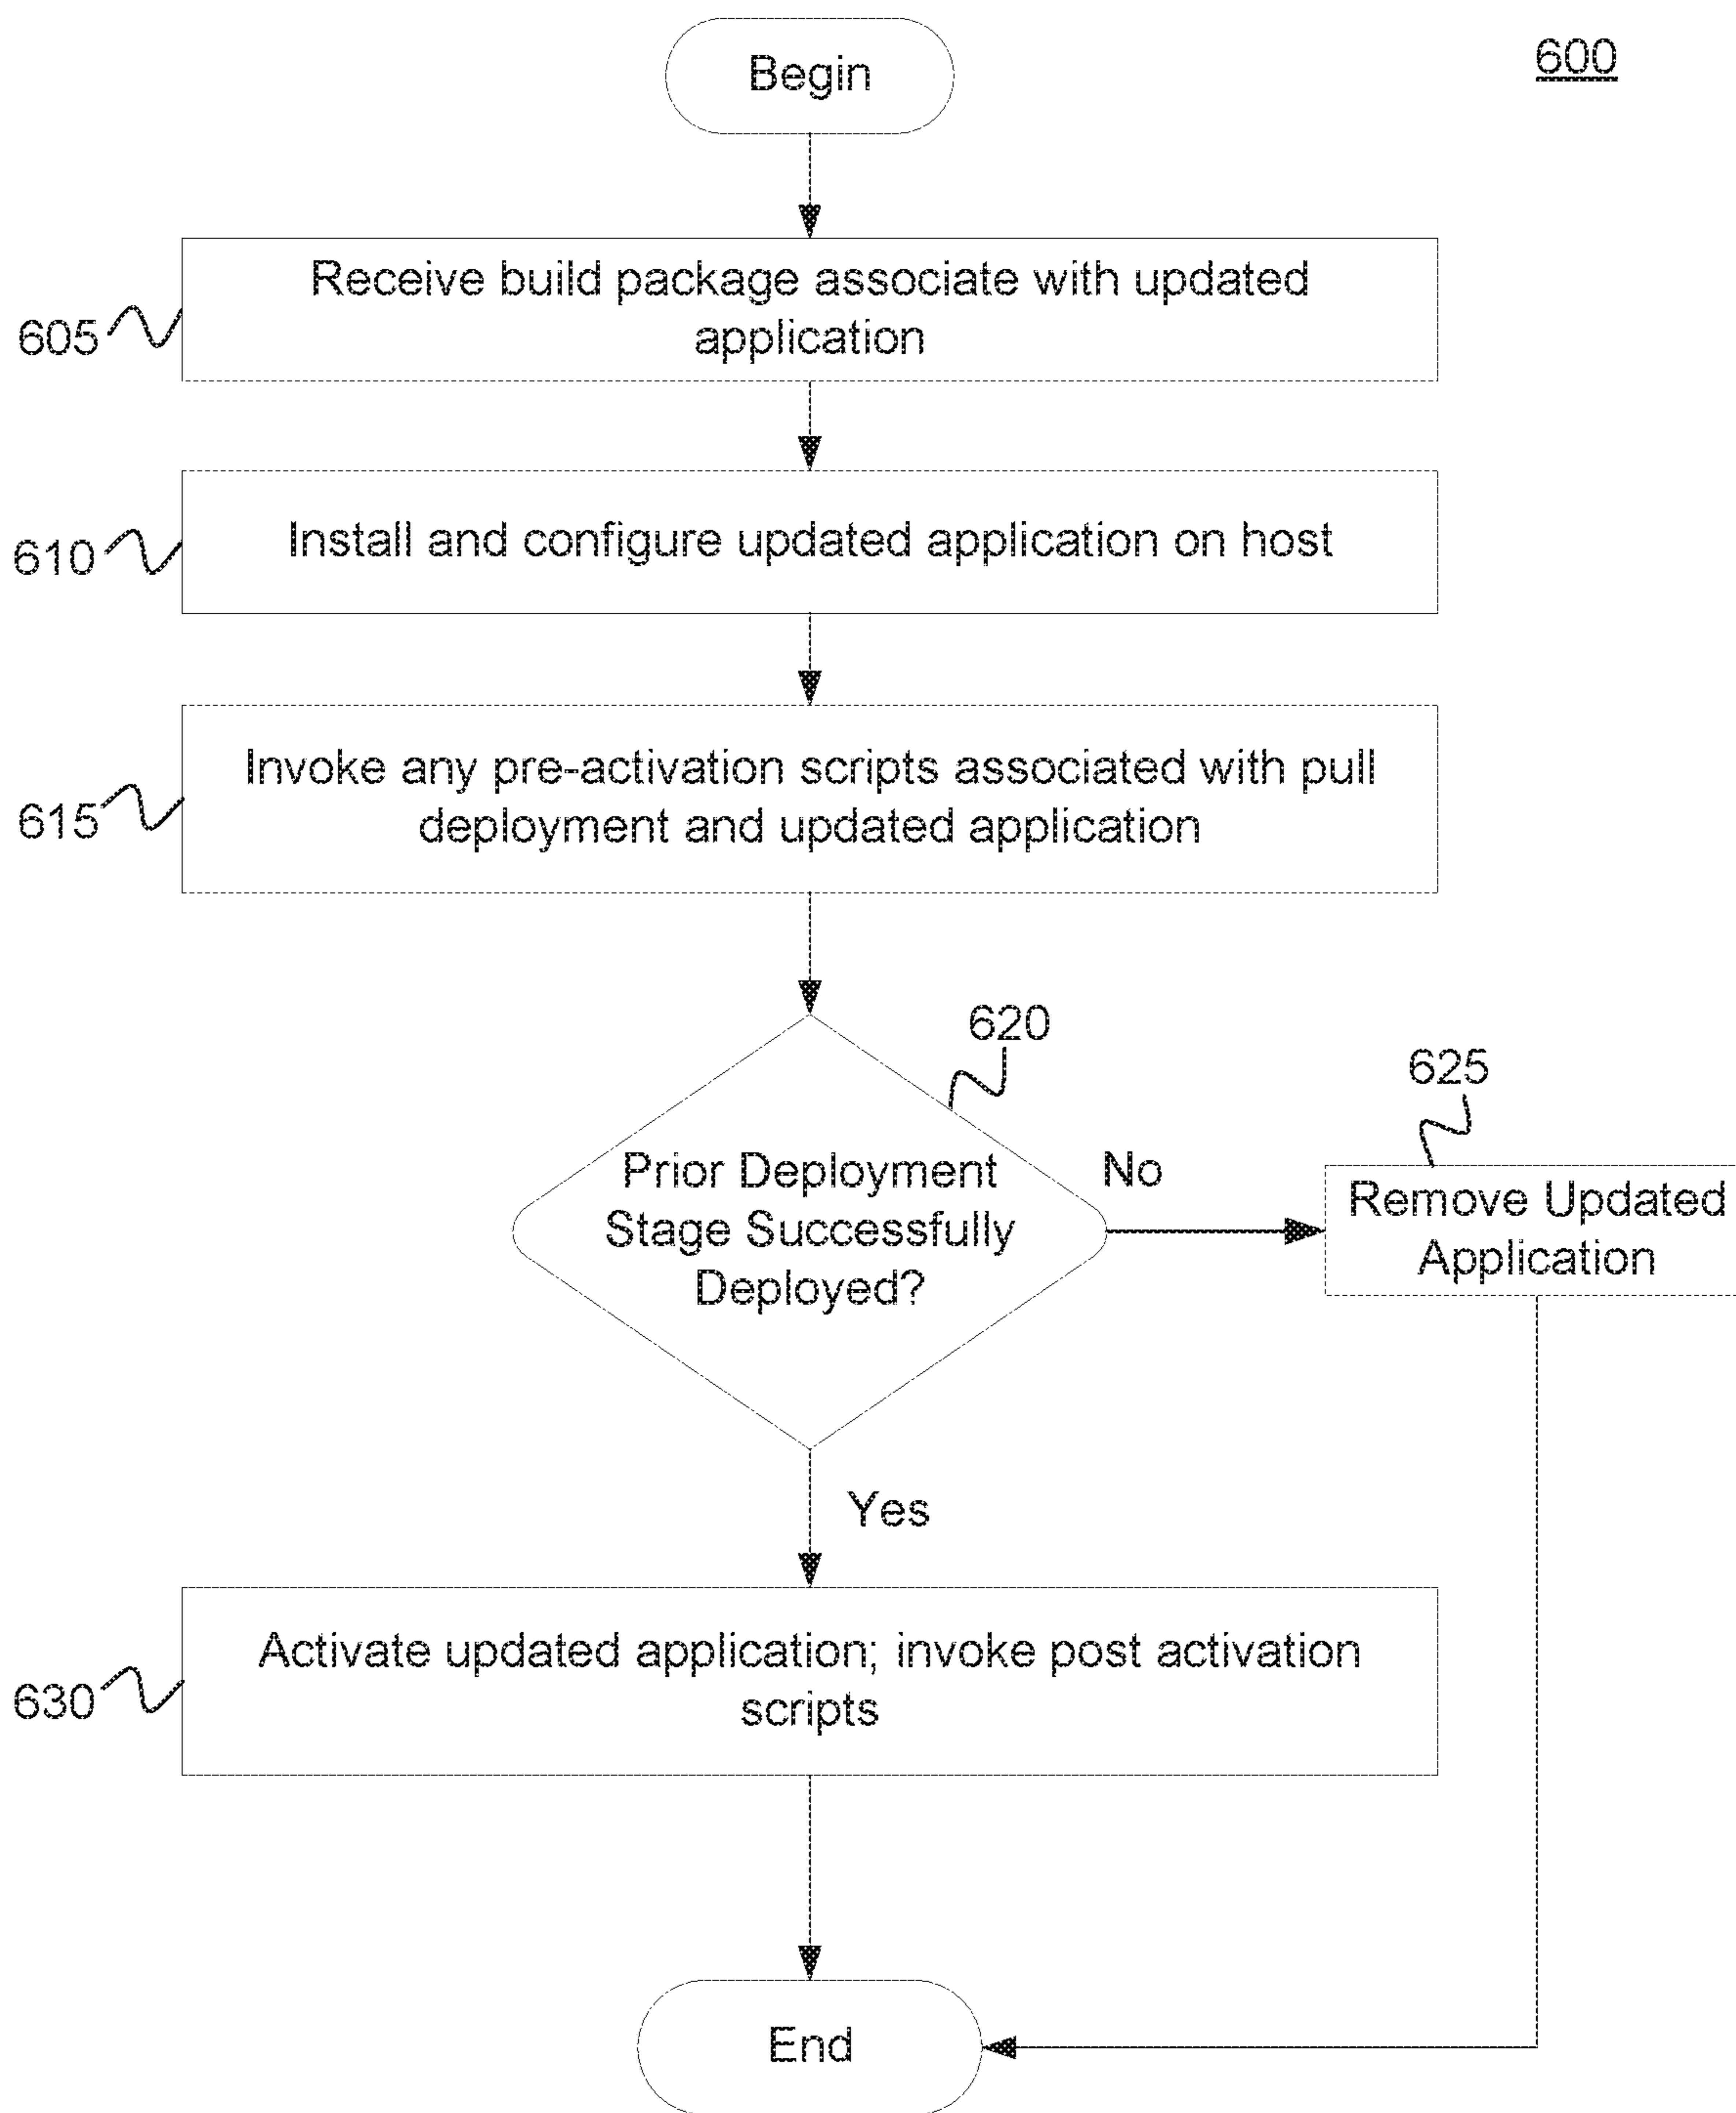 600
Begin
Receive build package associate with updated
application
605
Install and configure updated application on host
610
Invoke any pre-activation scripts associated with pull
deployment and updated application
615
620
Prior Deployment
Stage Successfully
Deployed?
No
625
Remove Updated
Application
Yes
Activate updated application; invoke post activation
scripts
630
End